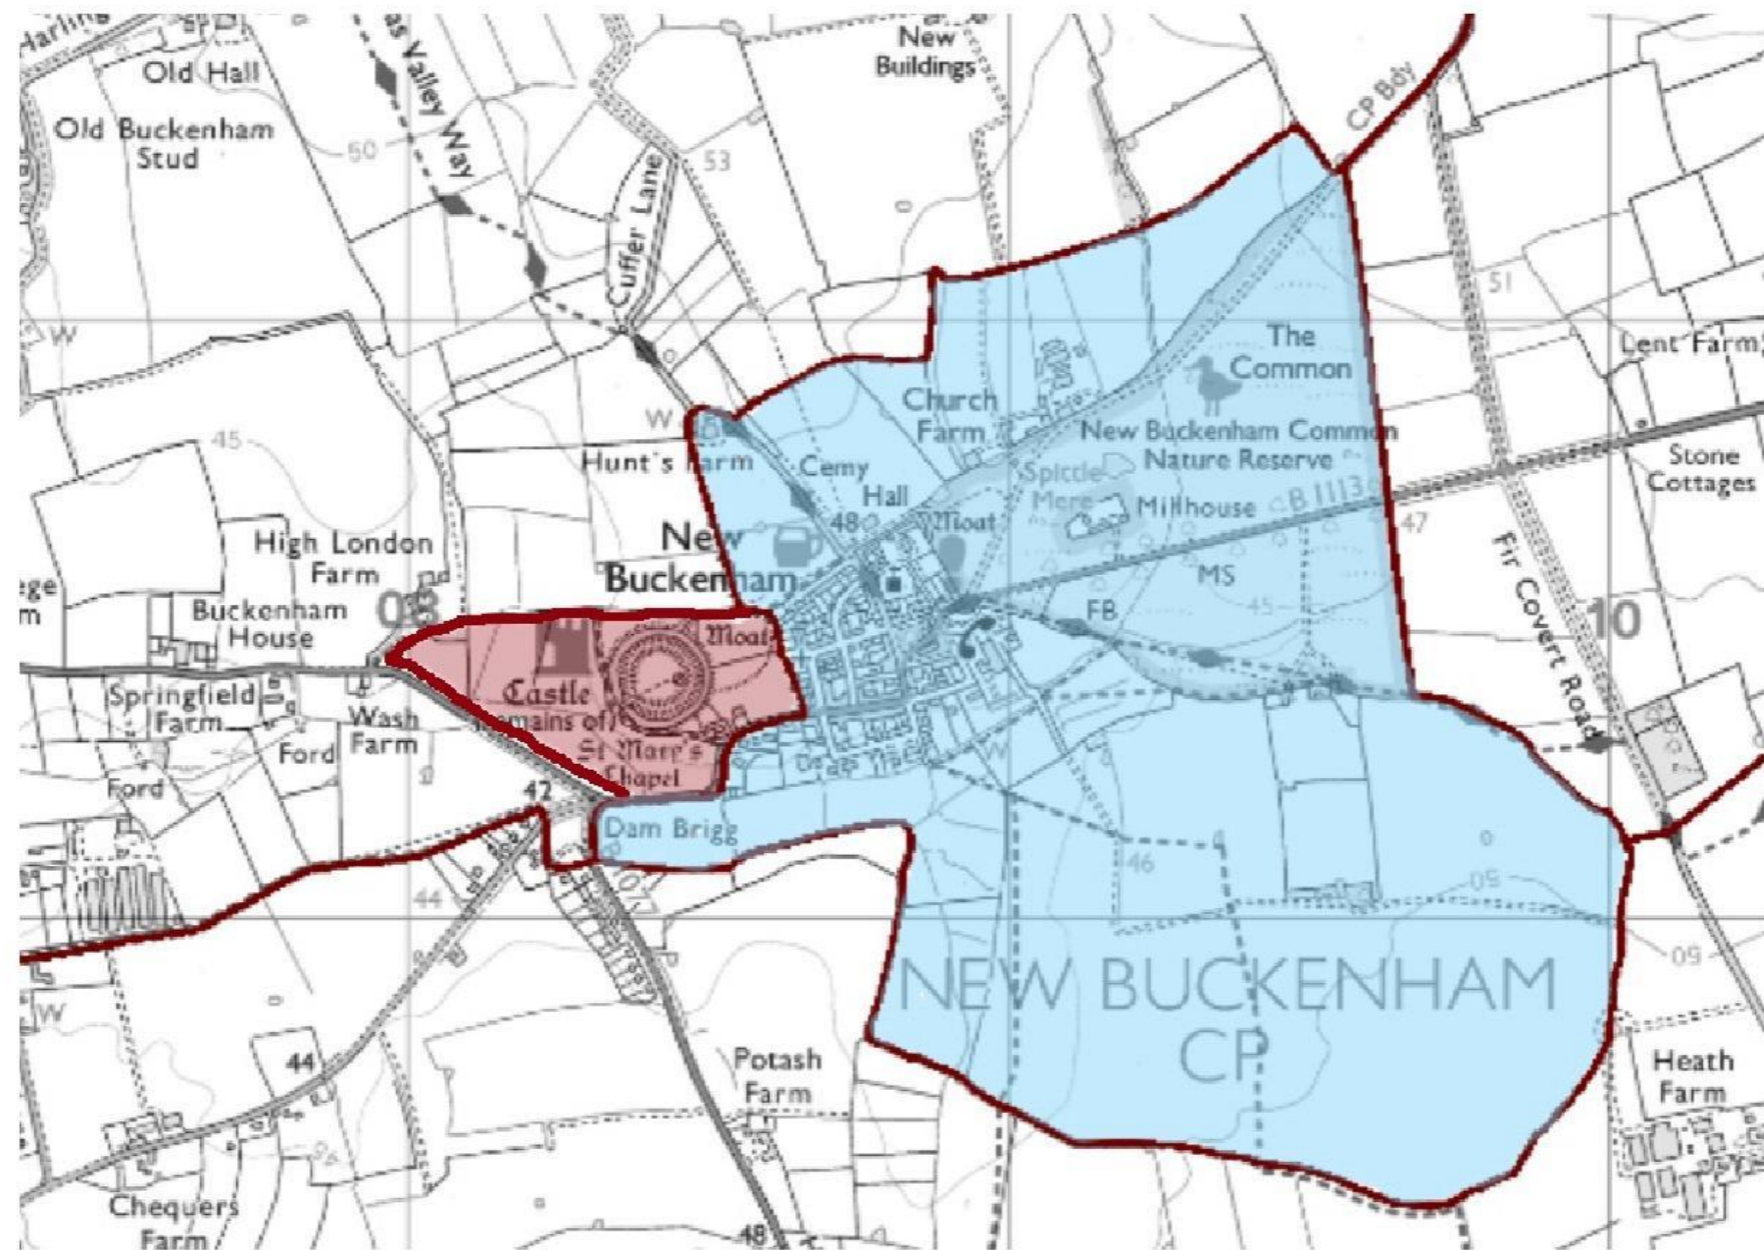 Harling
Old Hall
Valley Way
New
Buildings
CP Bdy
Old Buckenham
Stud
50
53
Cuffer Lane
51
W
The
Common
Lent Farm
Church
Farm
W
45
New Buckenham Common
Nature Reserve
Hunt's Farm
Cemy
Spittle
Mere
Stone
Cottages
Hall
B 1113
48
Moat
Millhouse
47
New
Buckenham
High London
Farm
Fir Covert Road
MS
Buckenham
House
08
FB
45
10
Moat
Springfield
Farm
Castle
(remains of)
Wash
Farm
St Mary's
Chapel
Ford
W
Ford
42
Dam Brigg
46
50
44
NEW BUCKENHAM
CP
W
44
Potash
Farm
Heath
Farm
Chequers
Farm
48